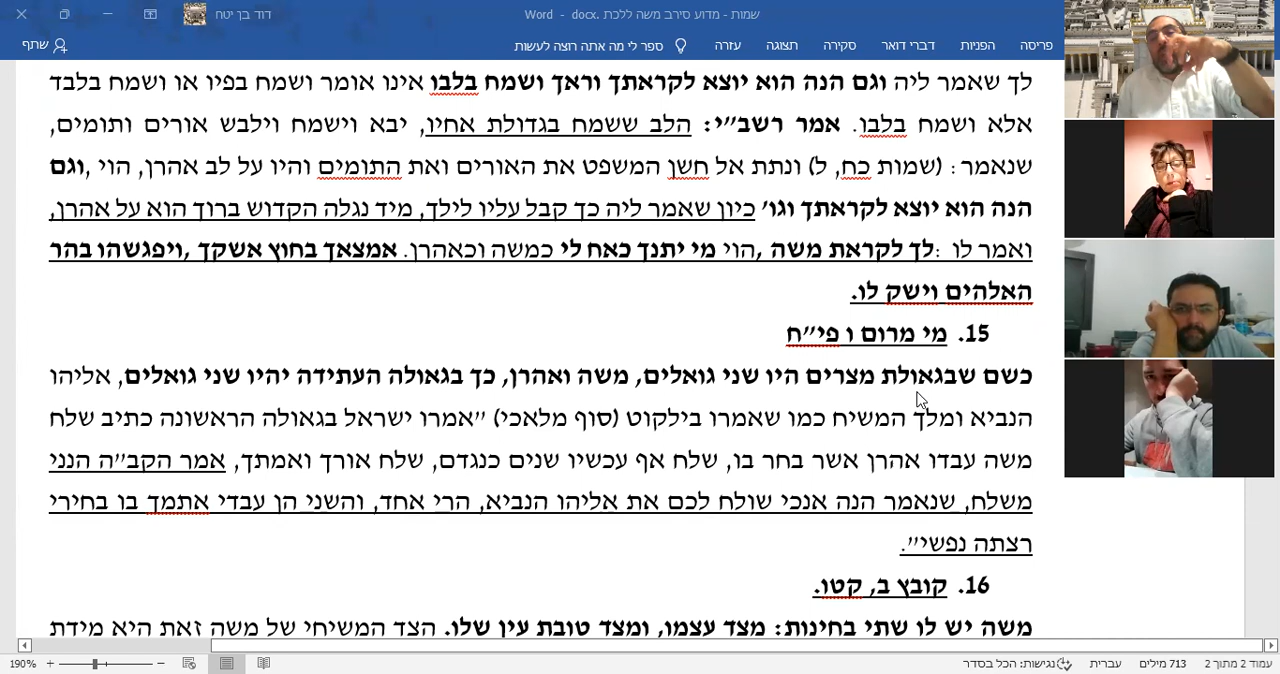 דוד בן יטח
שמות - מדוע סירב משה ללכת .docx - Word
פריסה הפניות דברי דואר סקירה תצוגה עזרה ספר לי מה אתה רוצה לעשות שתף
לך שאמר ליה וגם הנה הוא יוצא לקראתך וראך ושמח בלבו אינו אומר ושמח בפיו או ושמח בלבד
אלא ושמח בלבו. אמר רשב"י: הלב ששמח בגדולת אחיו, יבא וישמח וילבש אורים ותומים,
שנאמר: (שמות כח, ל) ונתת אל חשן המשפט את האורים ואת התומים והיו על לב אהרן, הוי ,וגם
הנה הוא יוצא לקראתך וגו' כיון שאמר ליה כך קבל עליו לילך, מיד נגלה הקדוש ברוך הוא על אהרן,
ואמר לו :לך לקראת משה ,הוי מי יתנך כאח לי כמשה וכאהרן. אמצאך בחוץ אשקך ,ויפגשהו בהר
האלהים וישק לו.
15. מי מרום ו פי"ח
כשם שבגאולת מצרים היו שני גואלים, משה ואהרן, כך בגאולה העתידה יהיו שני גואלים, אליהו
הנביא ומלך המשיח כמו שאמרו בילקוט (סוף מלאכי) "אמרו ישראל בגאולה הראשונה כתיב שלח
משה עבדו אהרן אשר בחר בו, שלח אף עכשיו שנים כנגדם, שלח אורך ואמתך, אמר הקב"ה הנני
משלח, שנאמר הנה אנכי שולח לכם את אליהו הנביא, הרי אחד, והשני הן עבדי אתמך בו בחירי
רצתה נפשי".
16. קובץ ב, קטו.
משה יש לו שתי בחינות: מצד עצמו, ומצד טובת עין שלו. הצד המשיחי של משה זאת היא מידת
עמוד 2 מתוך 2 713 מילים עברית נגישות: הכל בסדר 190%